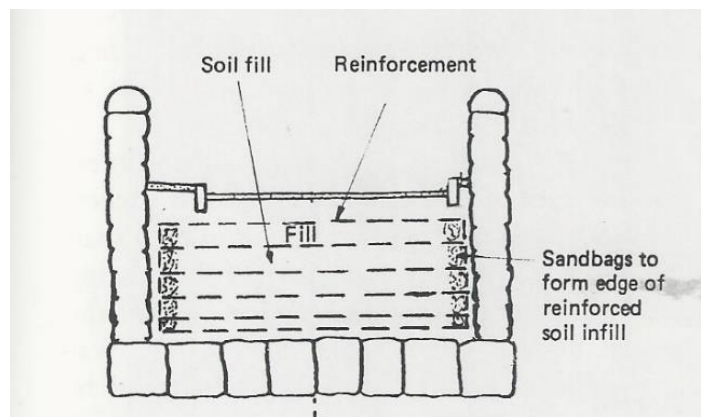 Soil fill
Reinforcement
Fill
Sandbags to
form edge of
reinforced
soil infill